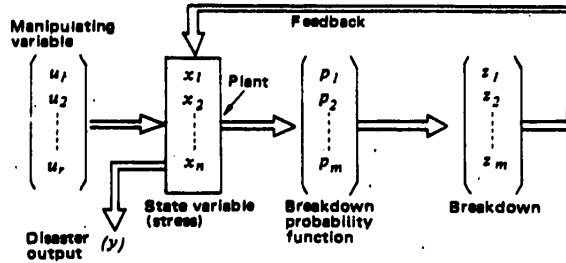 Manipulating
variable
Feedback
Plant
u1
u2
ur
x1
x2
xn
p1
p2
pm
z1
z2
zm
State variable
(stress)
Breakdown
probability
function
Breakdown
Disaster
output (y)